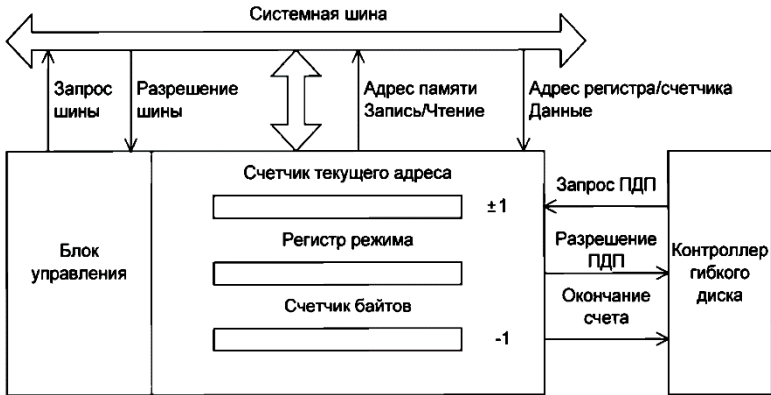 Системная шина
Запрос
шины
Разрешение
шины
Адрес памяти
Запись/Чтение
Адрес регистра/счетчика
Данные
Счетчик текущего адреса
±1
Запрос ПДП
Регистр режима
Блок
управления
Разрешение
ПДП
Контроллер
гибкого
диска
Счетчик байтов
-1
Окончание
счета